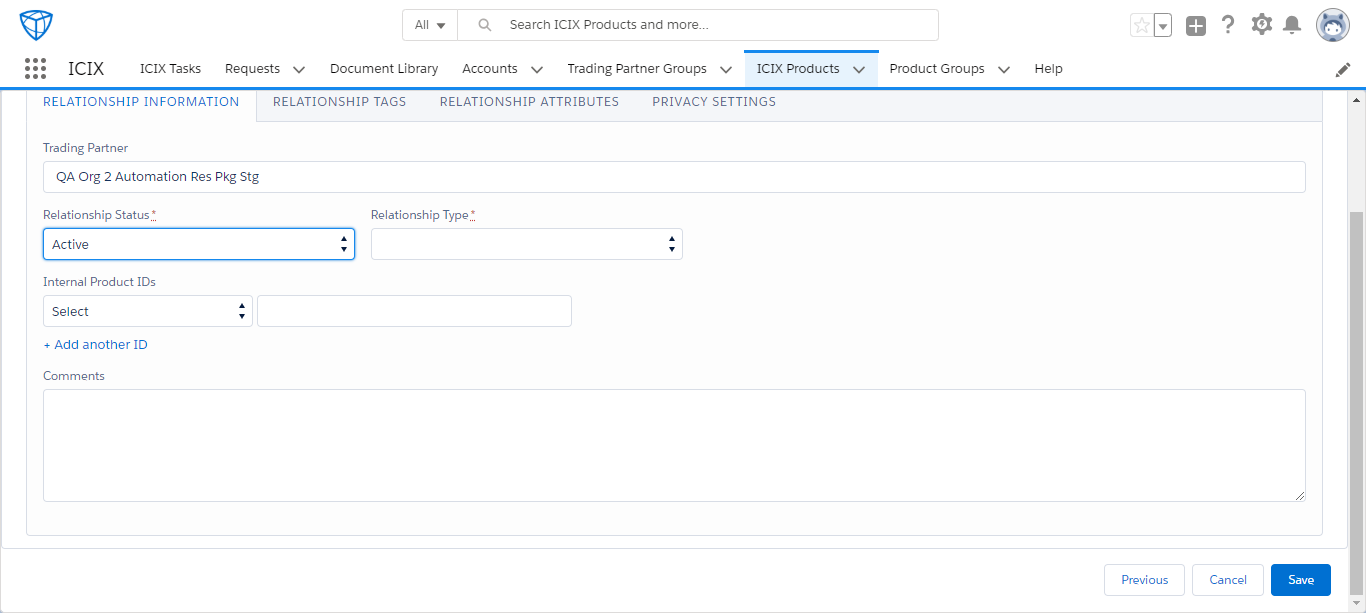 All
Search ICIX Products and more...
ICIX
ICIX Tasks
Requests
Document Library
Accounts
Trading Partner Groups
ICIX Products
Product Groups
Help
RELATIONSHIP INFORMATION
RELATIONSHIP TAGS
RELATIONSHIP ATTRIBUTES
PRIVACY SETTINGS
Trading Partner
QA Org 2 Automation Res Pkg Stg
Relationship Status*
Relationship Type*
Active
Internal Product IDs
Select
+ Add another ID
Comments
Previous
Cancel
Save